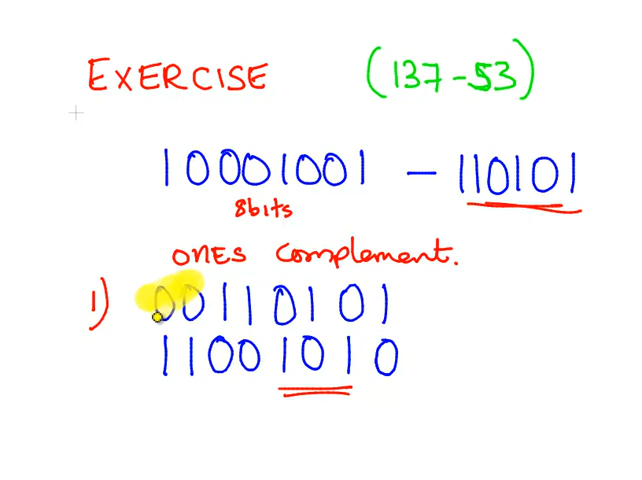 EXERCISE (137-53)
10001001 - 110101
8bits
ONES Complement.
1) 00110101
11001010